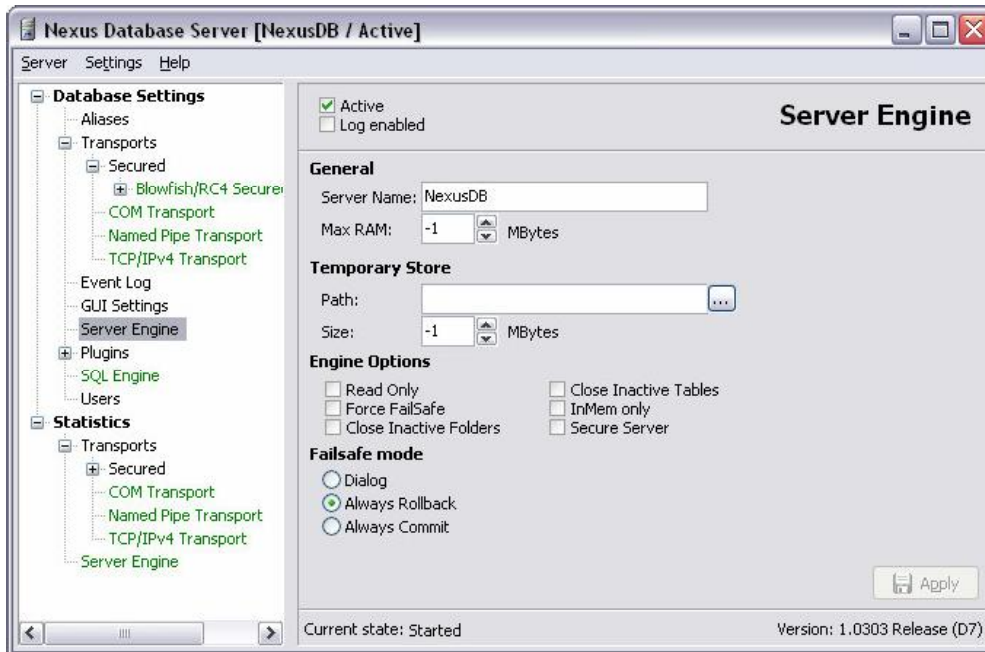 Nexus Database Server [NexusDB / Active]
Server Settings Help
Database Settings
Aliases
Transports
Secured
Blowfish/RC4 Secure
COM Transport
Named Pipe Transport
TCP/IPv4 Transport
Event Log
GUI Settings
Server Engine
Plugins
SQL Engine
Users
Statistics
Transports
Secured
COM Transport
Named Pipe Transport
TCP/IPv4 Transport
Server Engine
Active
Log enabled
Server Engine
General
Server Name: NexusDB
Max RAM: -1 MBytes
Temporary Store
Path: ...
Size: -1 MBytes
Engine Options
Read Only Close Inactive Tables
Force FailSafe InMem only
Close Inactive Folders Secure Server
Failsafe mode
Dialog
Always Rollback
Always Commit
Apply
Current state: Started Version: 1.0303 Release (D7)